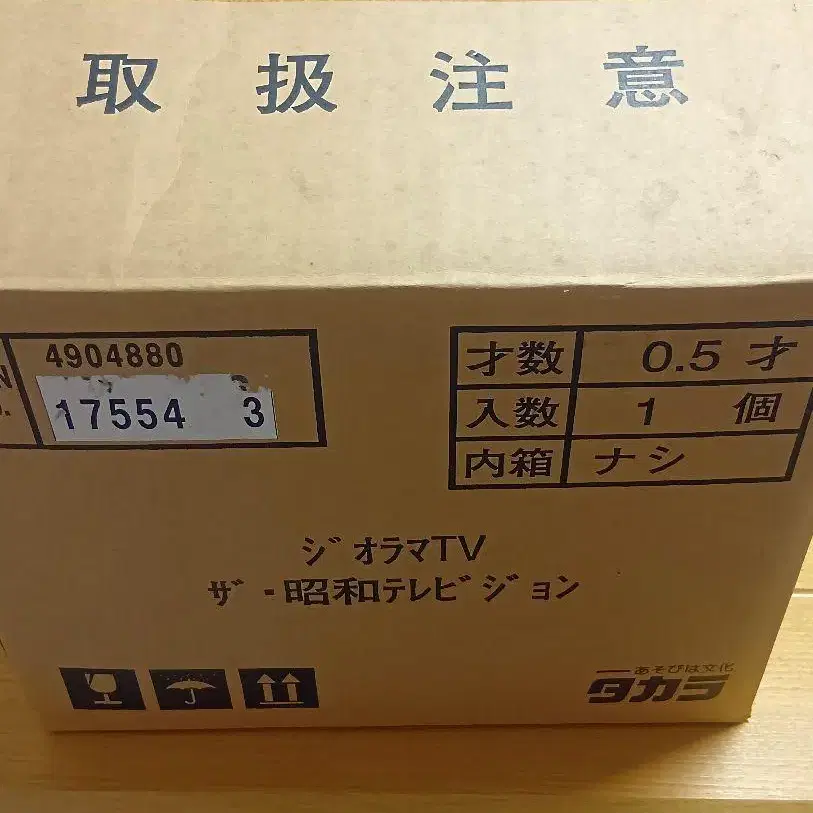 取扱注意
N
4904880
17554 3
才数 0.5 才
入数 1 個
内箱 ナシ
ジオラマTV
ザ・昭和テレビジョン
あそびは文化
タカラ